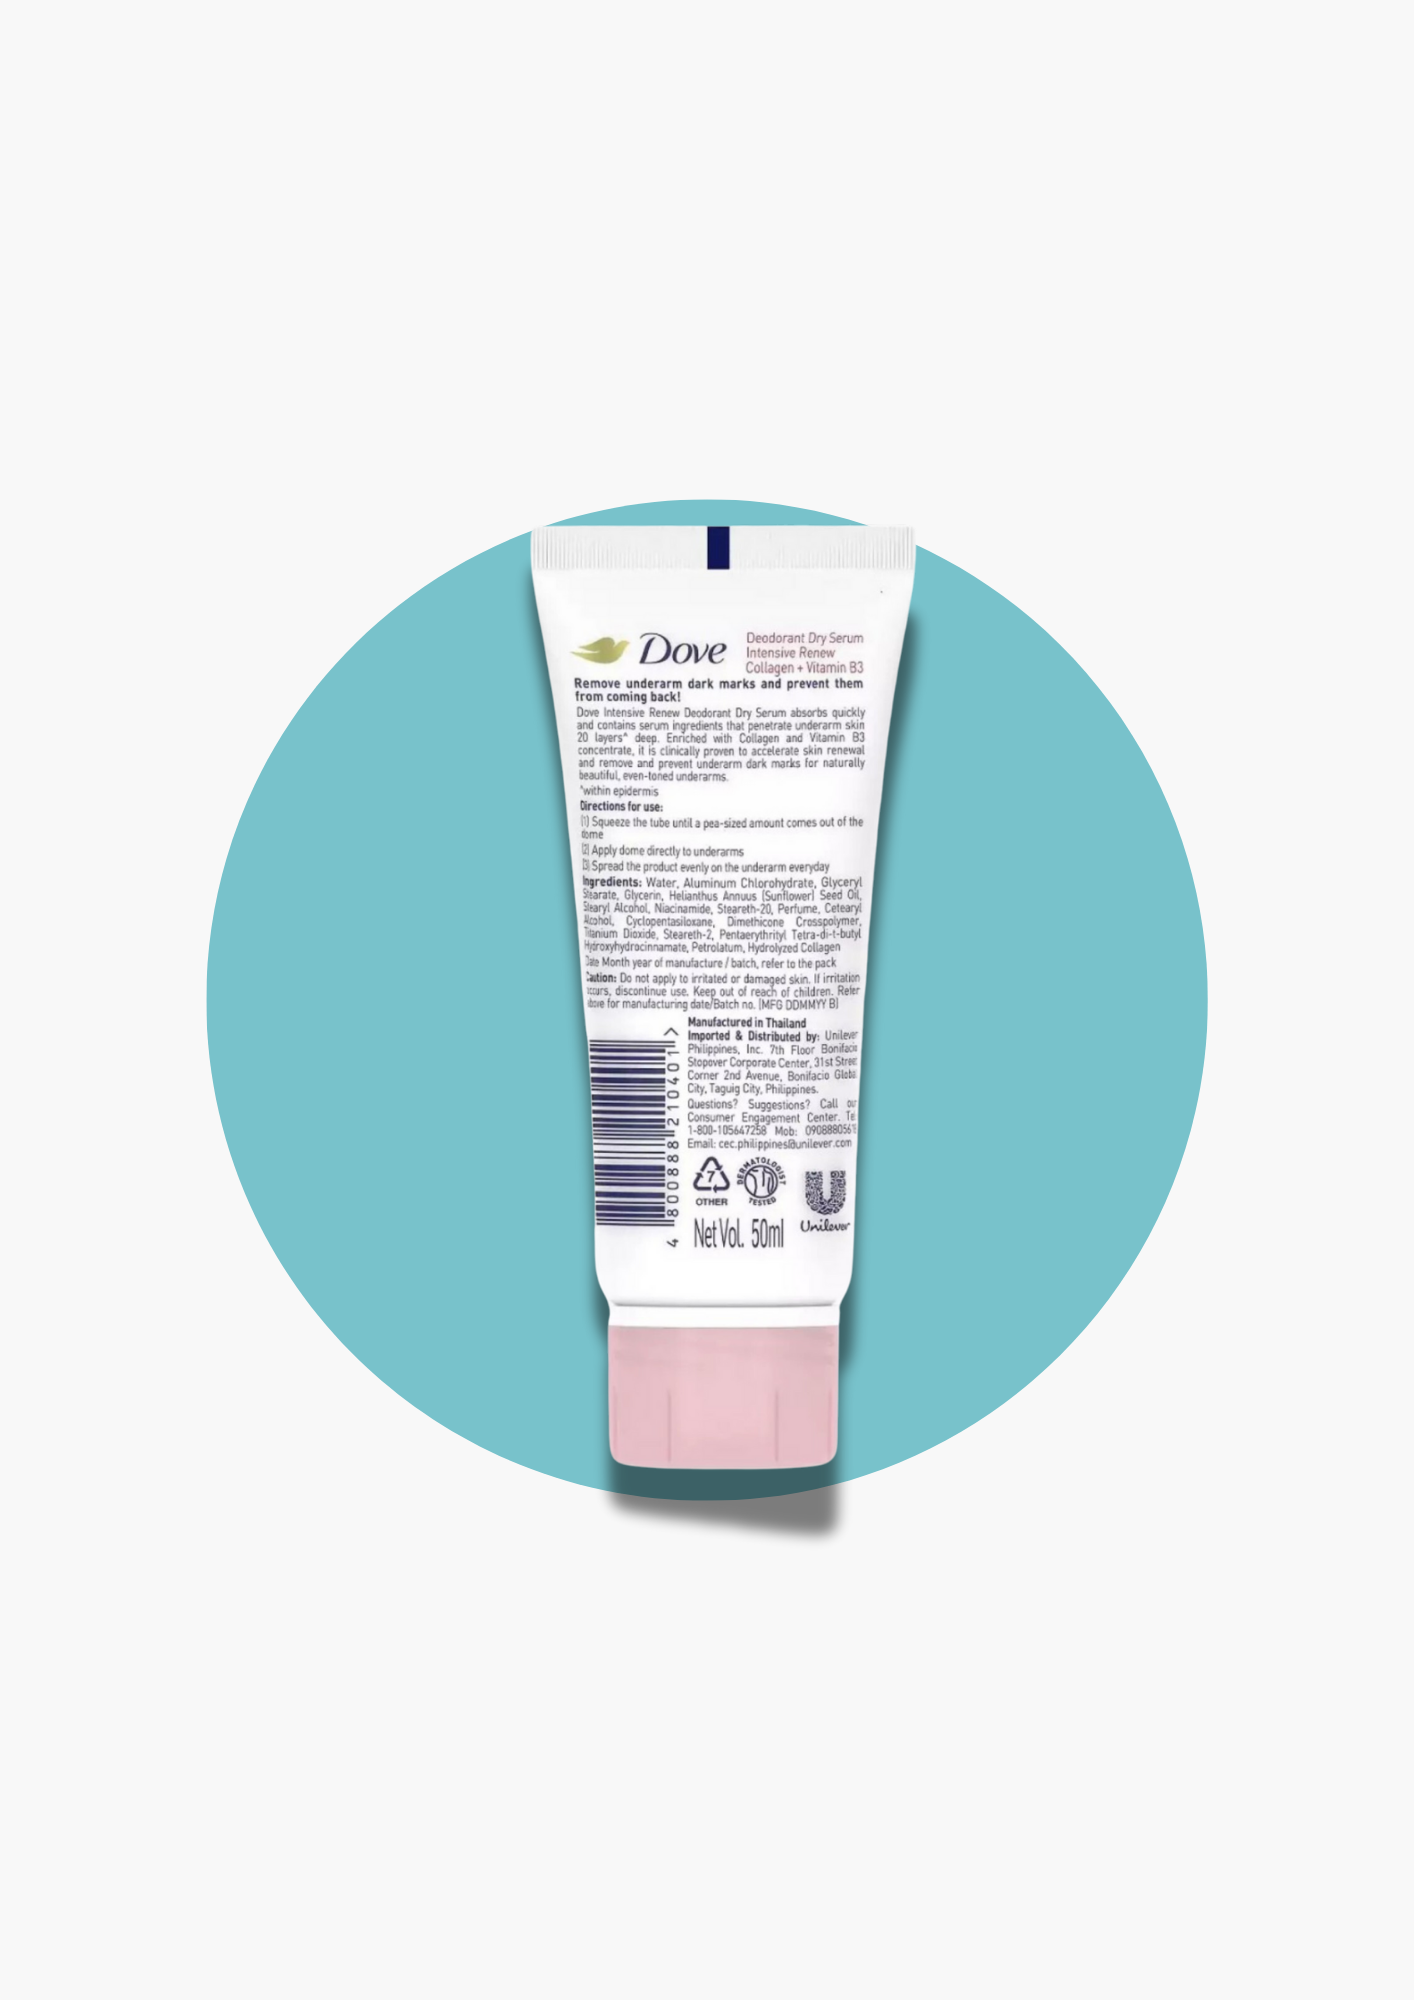 Dove
Deodorant Dry Serum
Intensive Renew
Collagen + Vitamin B3
Remove underarm dark marks and prevent them
from coming back!
Dove Intensive Renew Deodorant Dry Serum absorbs quickly
and contains serum ingredients that penetrate underarm skin
20 layers^ deep. Enriched with Collagen and Vitamin B3
concentrate, it is clinically proven to accelerate skin renewal
and remove and prevent underarm dark marks for naturally
beautiful, even-toned underarms.
^within epidermis
Directions for use:
(1) Squeeze the tube until a pea-sized amount comes out of the
dome
(2) Apply dome directly to underarms
(3) Spread the product evenly on the underarm everyday
Ingredients: Water, Aluminum Chlorohydrate, Glyceryl
Stearate, Glycerin, Helianthus Annuus (Sunflower) Seed Oil,
Stearyl Alcohol, Niacinamide, Steareth-20, Perfume, Cetearyl
Alcohol, Cyclopentasiloxane, Dimethicone Crosspolymer,
Titanium Dioxide, Steareth-2, Pentaerythrityl Tetra-di-t-butyl
Hydroxyhydrocinnamate, Petrolatum, Hydrolyzed Collagen
Date Month year of manufacture / batch, refer to the pack
Caution: Do not apply to irritated or damaged skin. If irritation
occurs, discontinue use. Keep out of reach of children. Refer
above for manufacturing date/Batch no. (MFG DDMMYY B)
Manufactured in Thailand
Imported & Distributed by: Unilever
Philippines, Inc. 7th Floor Bonifacio
Stopover Corporate Center, 31st Street
Corner 2nd Avenue, Bonifacio Global
City, Taguig City, Philippines.
Questions? Suggestions? Call our
Consumer Engagement Center. Tel
1-800-105647258 Mob:
Email: cec.philippines@unilever.com
4 800888 210401 >
7
OTHER
DERMATOLOGIST
TESTED
Unilever
Net Vol. 50ml